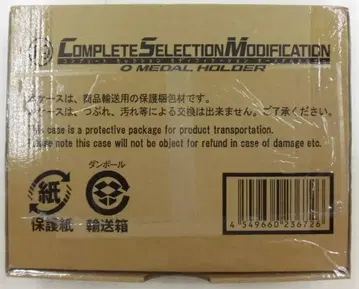 COMPLETE SELECTION MODIFICATION
O MEDAL HOLDER
ケースは、商品輸送用の保護梱包材です。
ケースは、つぶれ、汚れ等による交換は出来ません。ご了承ください。
This case is a protective package for product transportation.
Please note this case will not be object for refund in case of damage etc.
ダンボール
紙
保護紙
輸送箱
4 549660 236726